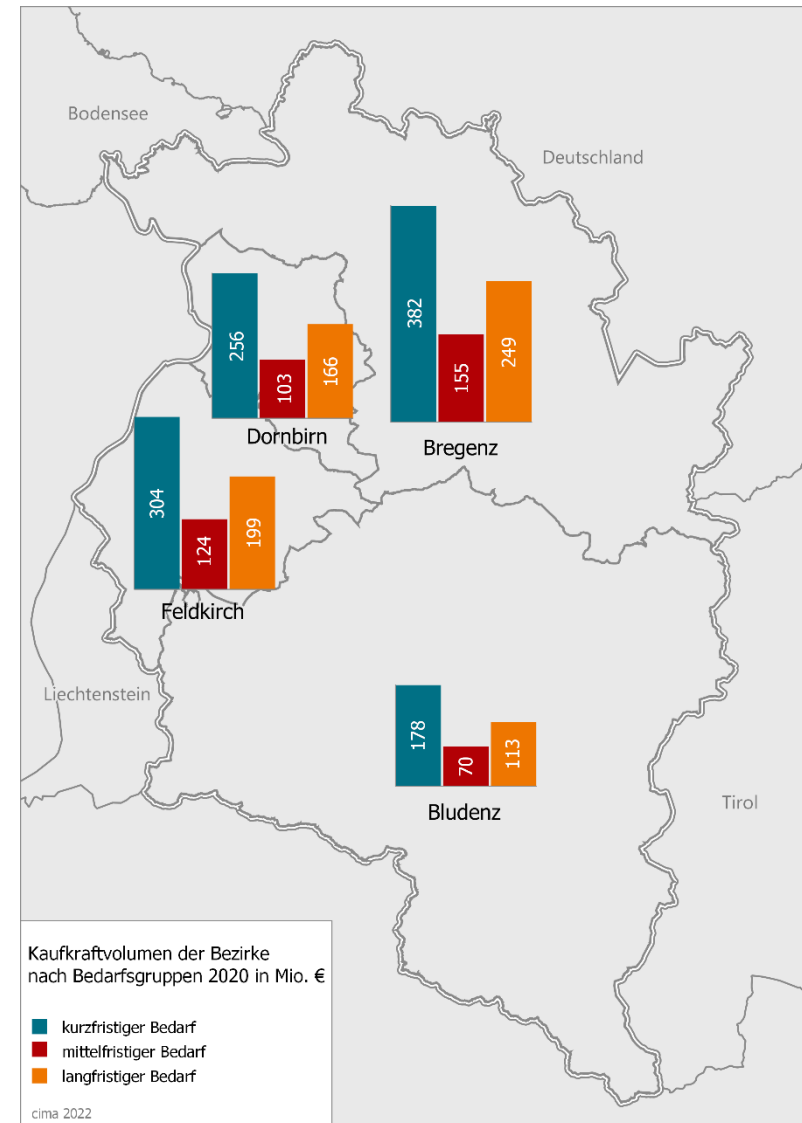 Bodensee
Deutschland
382
155
249
Bregenz
256
103
166
Dornbirn
304
124
199
Feldkirch
Liechtenstein
178
70
113
Bludenz
Tirol
Kaufkraftvolumen der Bezirke
nach Bedarfsgruppen 2020 in Mio. €
kurzfristiger Bedarf
mittelfristiger Bedarf
langfristiger Bedarf
cima 2022